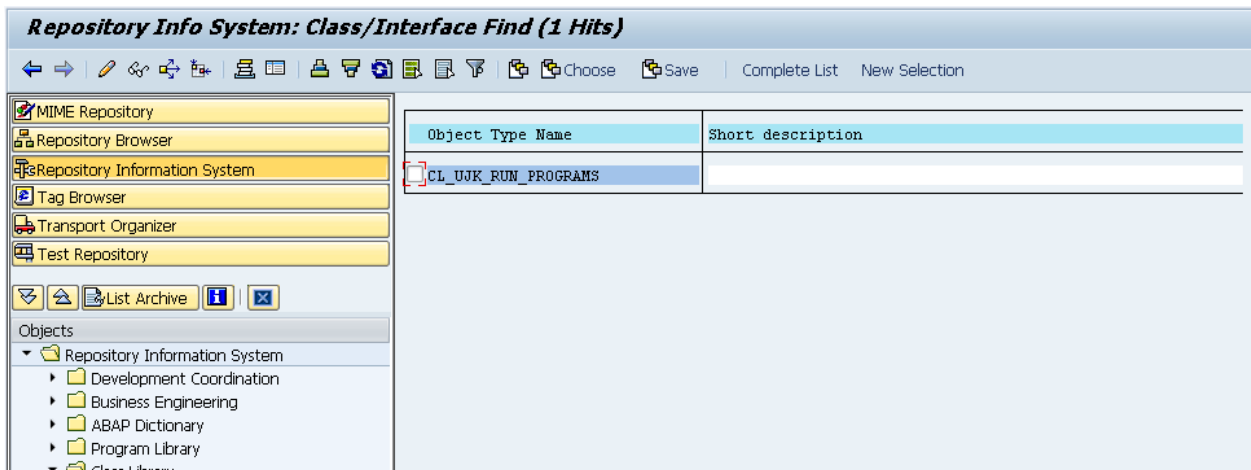 Repository Info System: Class/Interface Find (1 Hits)
Choose Save Complete List New Selection
MIME Repository
Repository Browser
Repository Information System
Tag Browser
Transport Organizer
Test Repository
List Archive
Objects
Repository Information System
Development Coordination
Business Engineering
ABAP Dictionary
Program Library
Class Library
Object Type Name Short description
CL_UJK_RUN_PROGRAMS